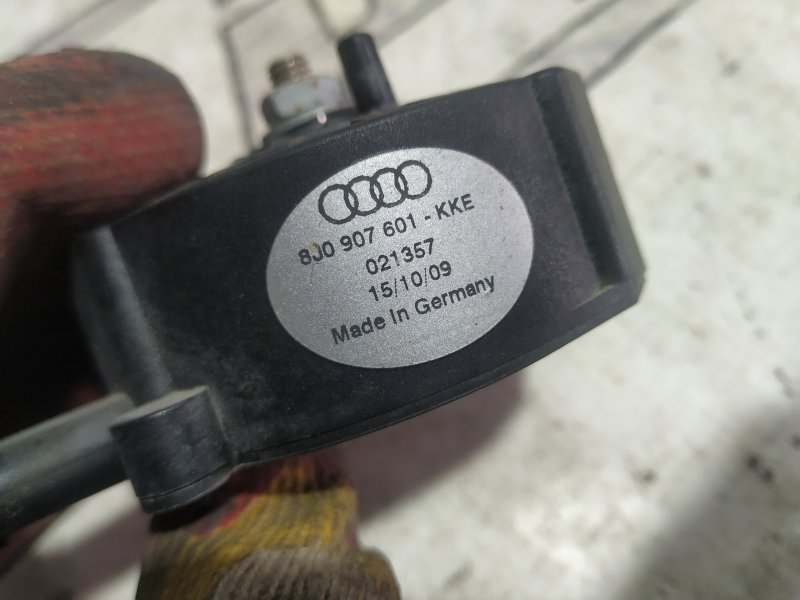 8J0 907 601 - KKE
021357
15/10/09
Made In Germany